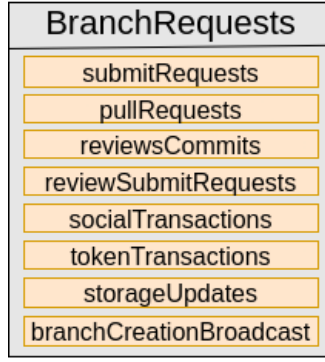 BranchRequests
submitRequests
pullRequests
reviewsCommits
reviewSubmitRequests
socialTransactions
tokenTransactions
storageUpdates
branchCreationBroadcast